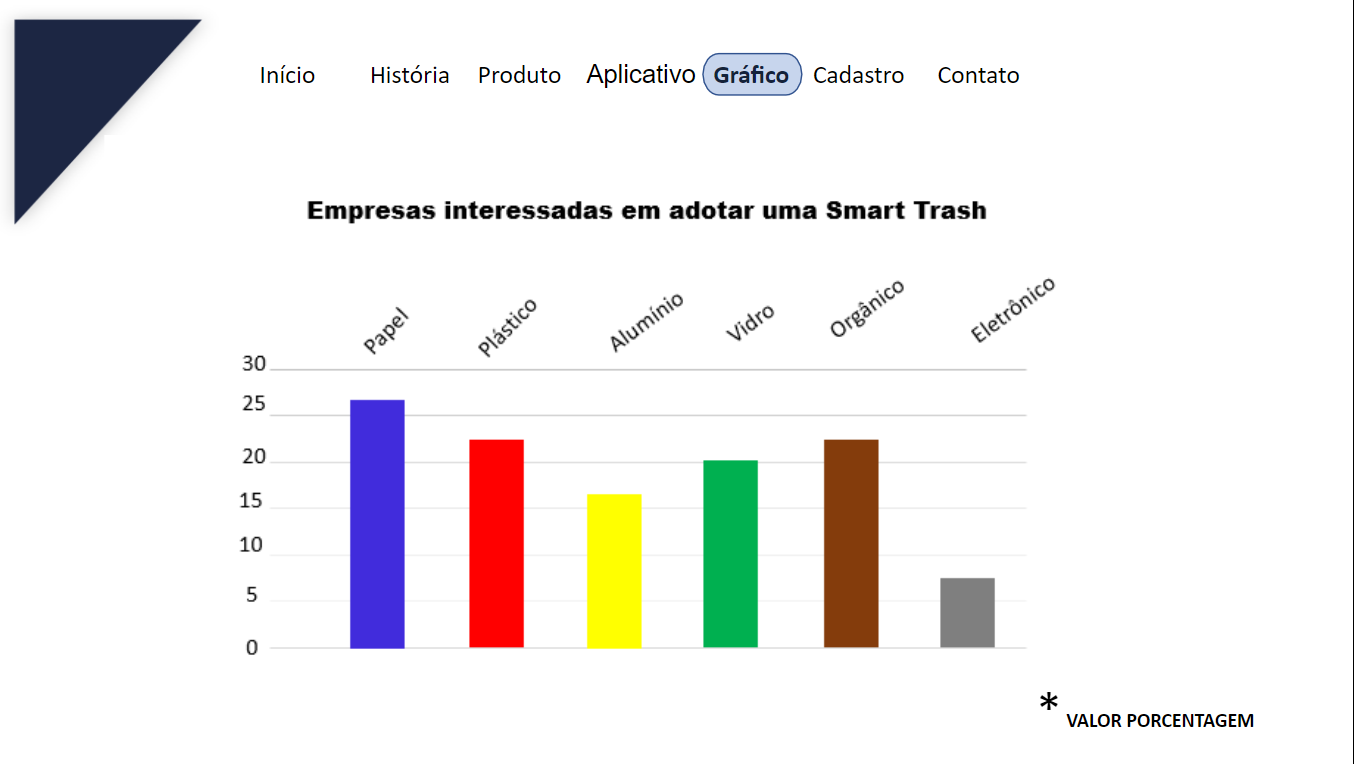 Início História Produto Aplicativo Gráfico Cadastro Contato
Empresas interessadas em adotar uma Smart Trash
Papel Plástico Alumínio Vidro Orgânico Eletrônico
30
25
20
15
10
5
0
* VALOR PORCENTAGEM